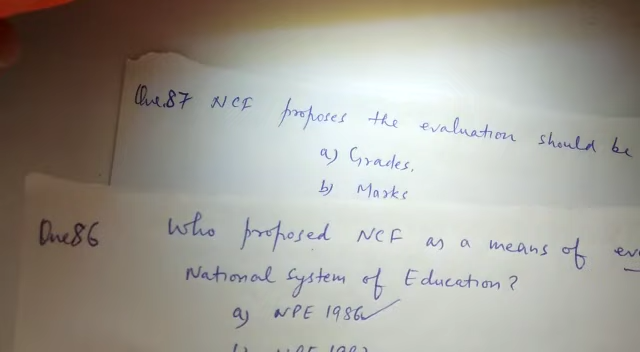 Que.87 NCF proposes the evaluation should be
a) Grades.
b) Marks
Que86 Who proposed NCF as a means of
National System of Education?
a) NPE 1986